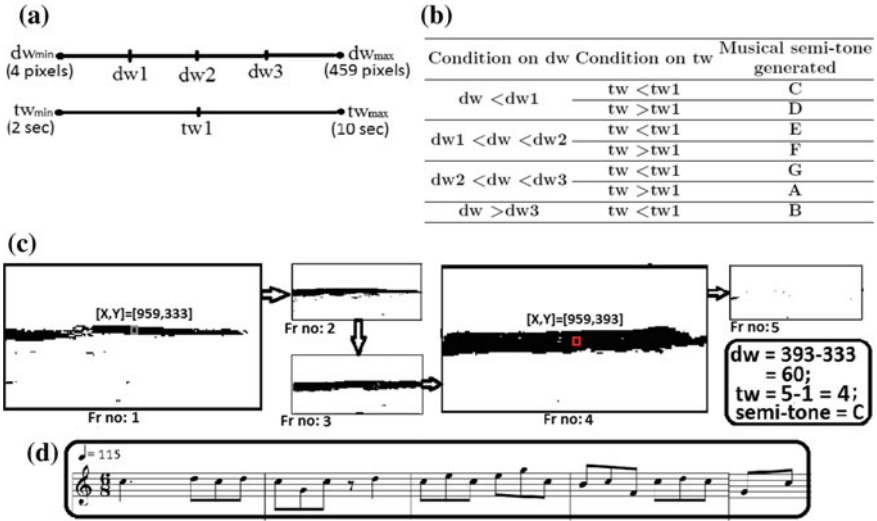 (a)
dwmin dw1 dw2 dw3 dwmax
(4 pixels) (459 pixels)
twmin tw1 twmax
(2 sec) (10 sec)
(b)
Condition on dw Condition on tw Musical semi-tone generated
dw <dw1 tw <tw1 C
tw >tw1 D
dw1 <dw <dw2 tw <tw1 E
tw >tw1 F
dw2 <dw <dw3 tw <tw1 G
tw >tw1 A
dw >dw3 tw <tw1 B
(c)
[X,Y]=[959,333]
Fr no: 1
Fr no: 2
Fr no: 3
[X,Y]=[959,393]
Fr no: 4
Fr no:5
dw = 393-333
= 60;
tw = 5-1 = 4;
semi-tone = C
(d)
= 115
6
8